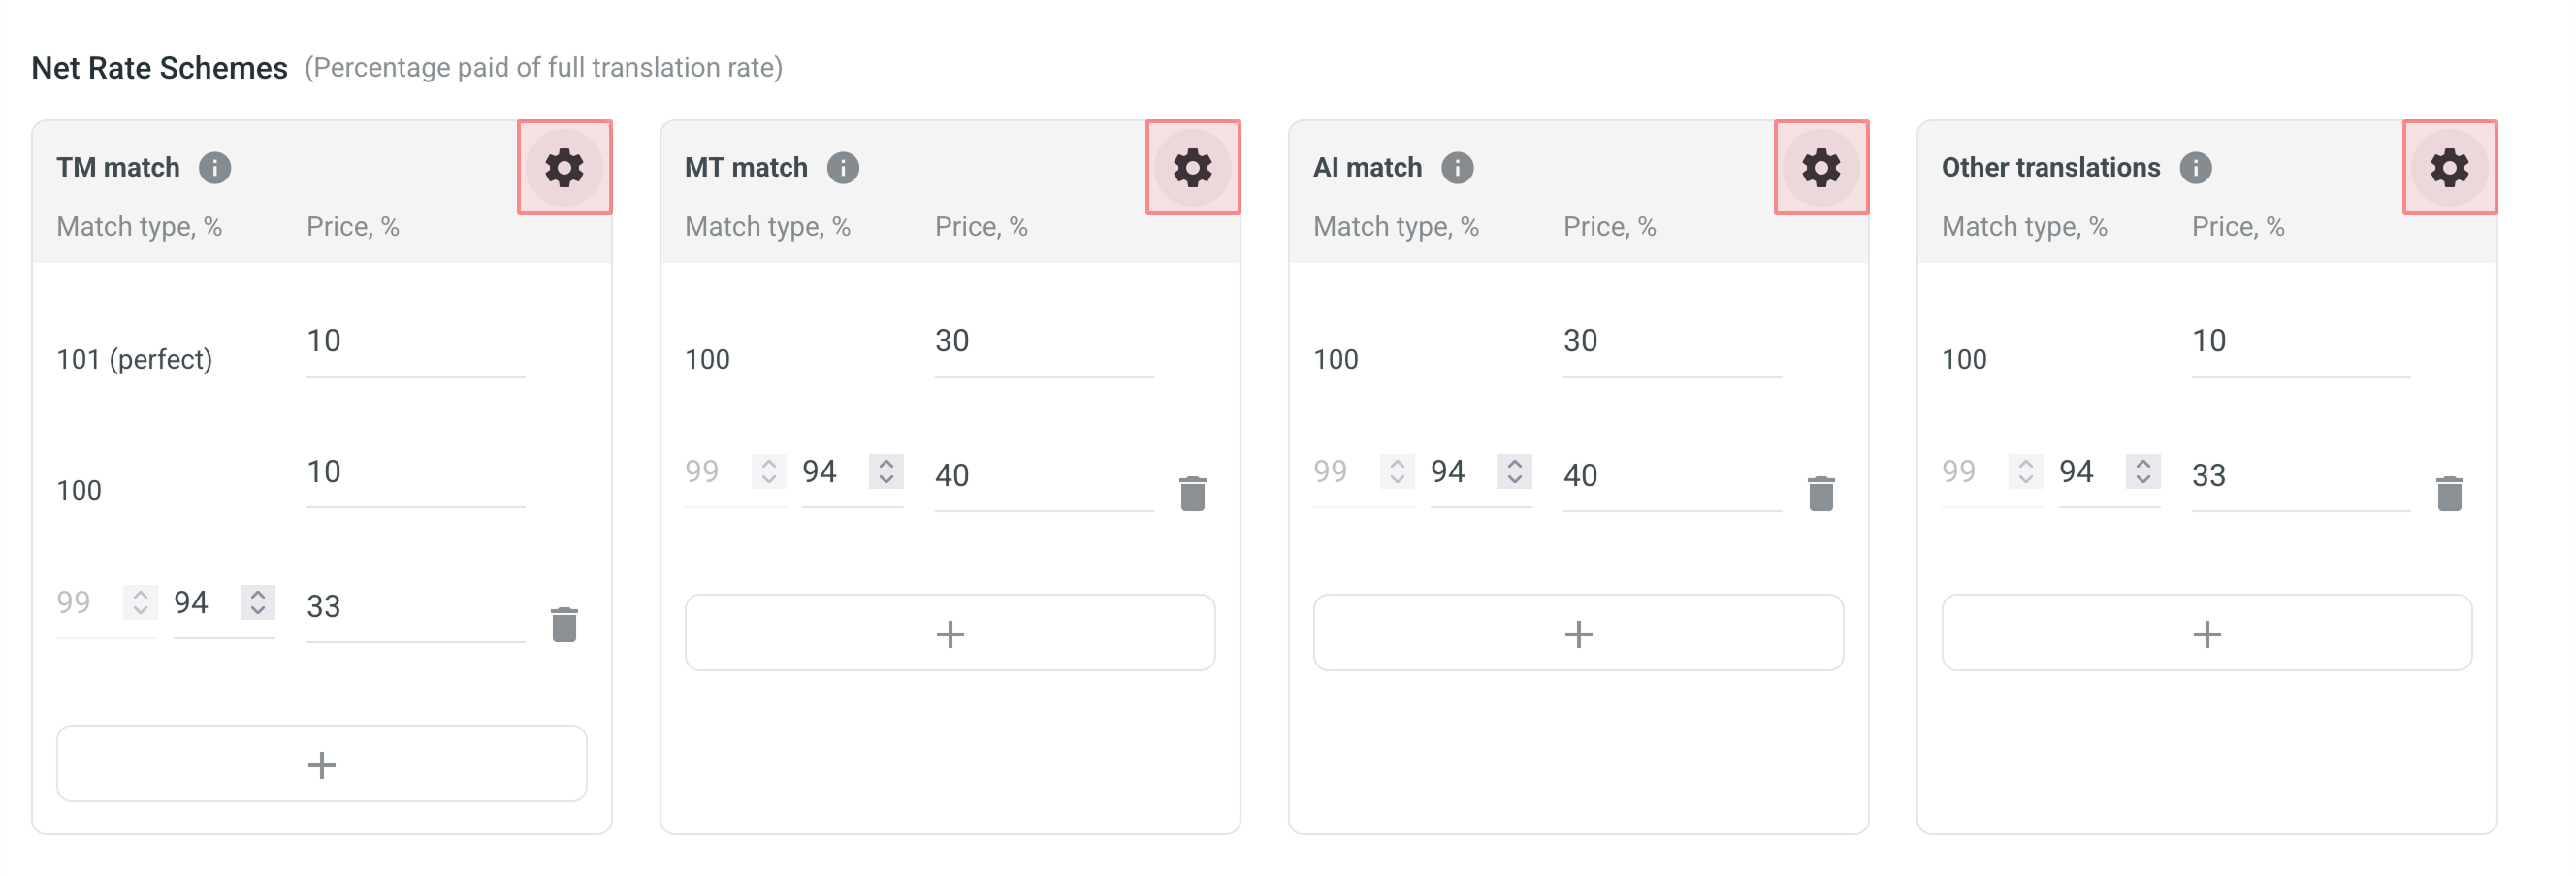 Net Rate Schemes (Percentage paid of full translation rate)
TM match
Match type, % Price, %
101 (perfect) 10
100 10
99 94 33
MT match
Match type, % Price, %
100 30
99 94 40
AI match
Match type, % Price, %
100 30
99 94 40
Other translations
Match type, % Price, %
100 10
99 94 33